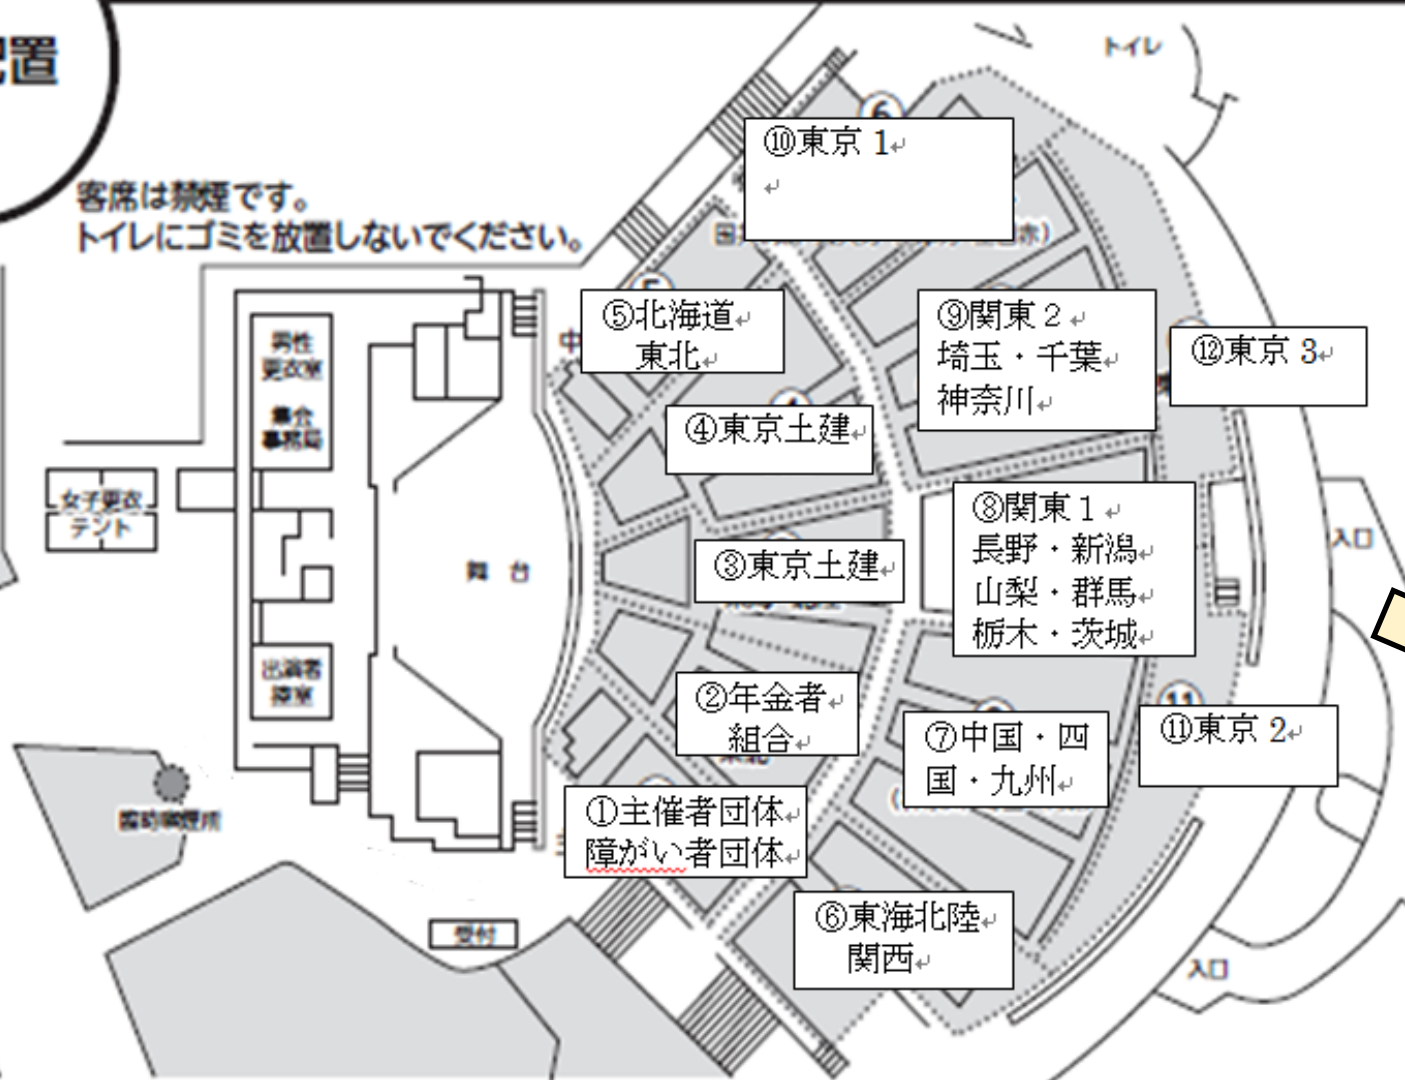 配置
客席は禁煙です。
トイレにゴミを放置しないでください。
トイレ
⑩東京 1
⑤北海道
東北
⑨関東 2
埼玉・千葉
神奈川
⑫東京 3
④東京土建
男性
更衣室
集会
事務局
女子更衣
テント
舞 台
③東京土建
⑧関東 1
長野・新潟
山梨・群馬
栃木・茨城
入口
出演者
控室
②年金者
組合
⑦中国・四
国・九州
11
⑪東京 2
臨時喫煙所
①主催者団体
障がい者団体
⑥東海北陸
関西
受付
入口